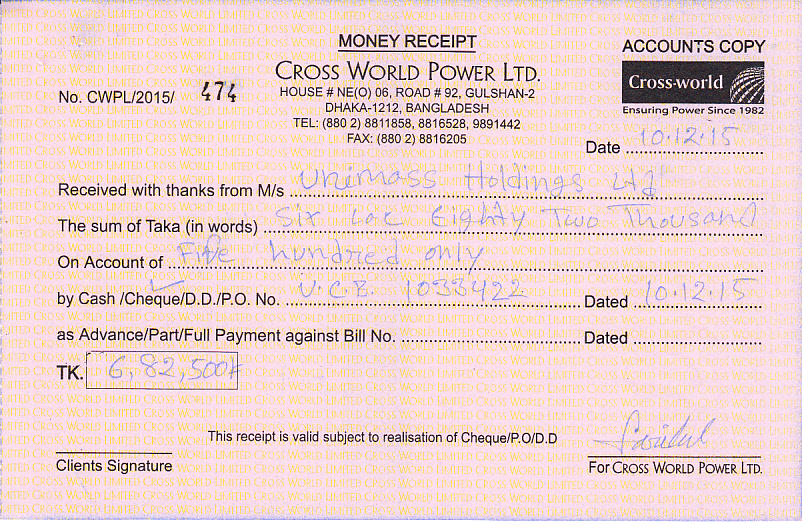 MONEY RECEIPT
ACCOUNTS COPY
CROSS WORLD POWER LTD.
Cross-world
Ensuring Power Since 1982
No. CWPL/2015/ 474
HOUSE # NE(O) 06, ROAD # 92, GULSHAN-2
DHAKA-1212, BANGLADESH
TEL: (880 2) 8811858, 8816528, 9891442
FAX: (880 2) 8816205
Date 10.12.15
Received with thanks from M/s Unimass Holdings Ltd
The sum of Taka (in words) Six Lac Eighty Two Thousand
On Account of Five hundred only
by Cash /Cheque/D.D./P.O. No. U.C.B. 1033422 Dated 10.12.15
as Advance/Part/Full Payment against Bill No. Dated
TK. 6,82,500/-
This receipt is valid subject to realisation of Cheque/P.O/D.D
Clients Signature
For CROSS WORLD POWER LTD.